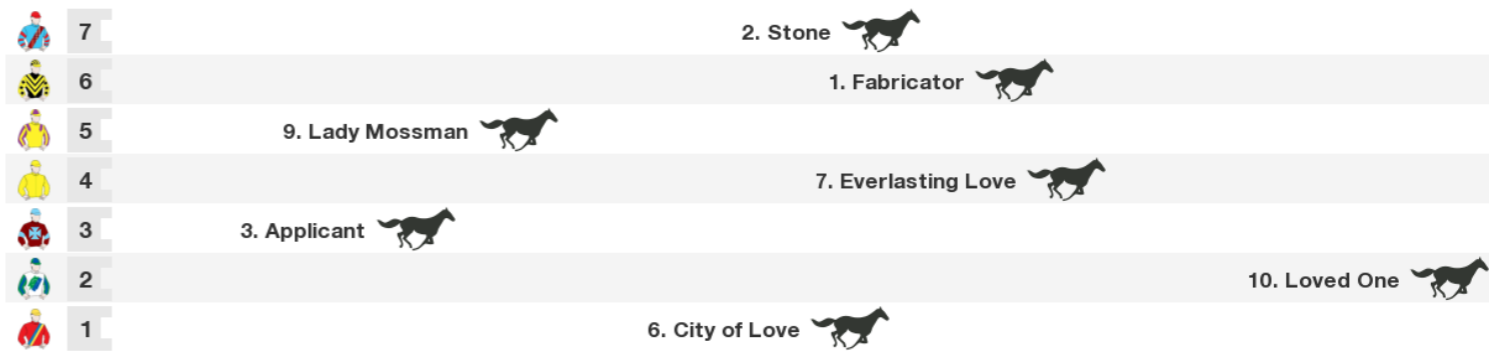 7 2. Stone
6 1. Fabricator
5 9. Lady Mossman
4 7. Everlasting Love
3 3. Applicant
2 10. Loved One
1 6. City of Love